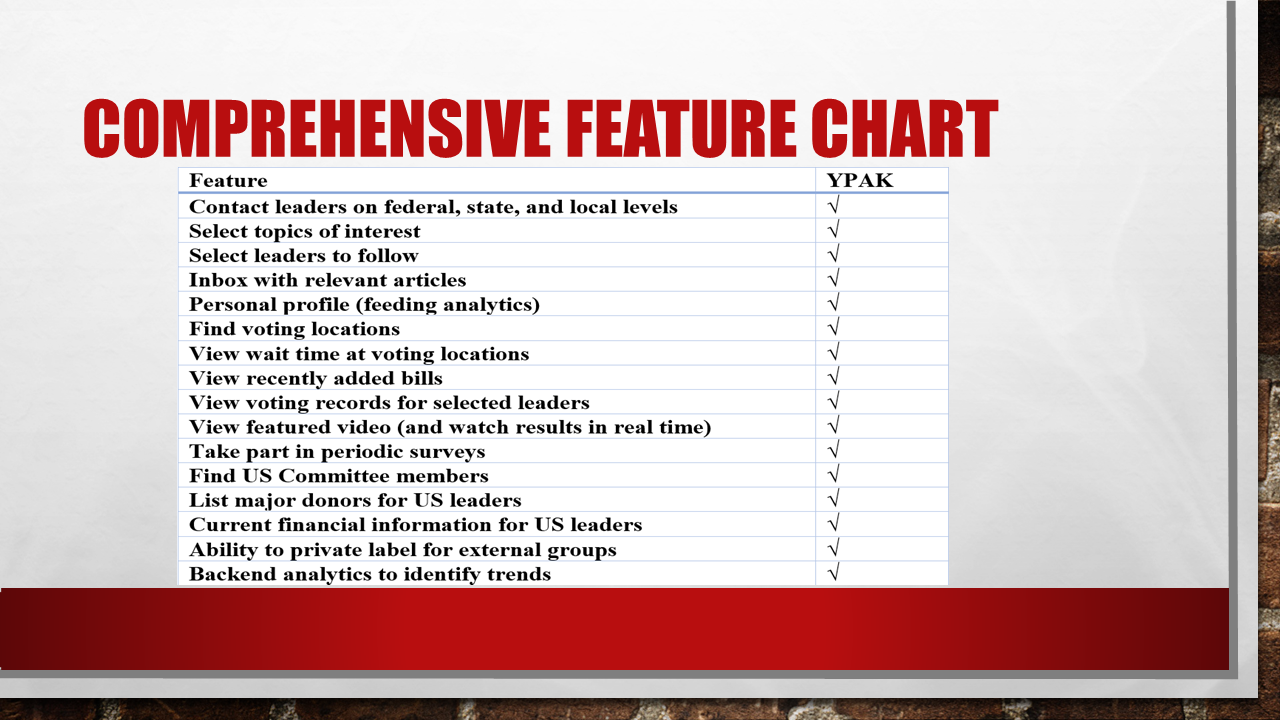 COMPREHENSIVE FEATURE CHART
Feature YPAK
Contact leaders on federal, state, and local levels √
Select topics of interest √
Select leaders to follow √
Inbox with relevant articles √
Personal profile (feeding analytics) √
Find voting locations √
View wait time at voting locations √
View recently added bills √
View voting records for selected leaders √
View featured video (and watch results in real time) √
Take part in periodic surveys √
Find US Committee members √
List major donors for US leaders √
Current financial information for US leaders √
Ability to private label for external groups √
Backend analytics to identify trends √